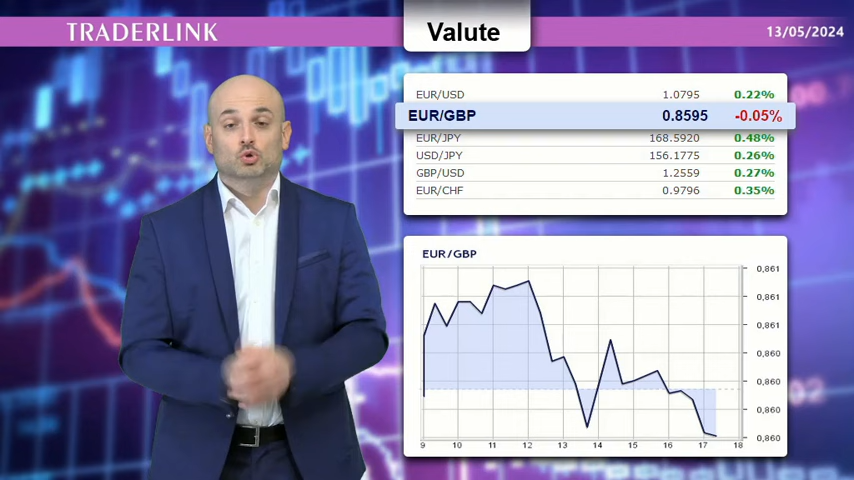 TRADERLINK
Valute
13/05/2024
EUR/USD 1.0795 0.22%
EUR/GBP 0.8595 -0.05%
EUR/JPY 168.5920 0.48%
USD/JPY 156.1775 0.26%
GBP/USD 1.2559 0.27%
EUR/CHF 0.9796 0.35%
EUR/GBP
0,861
0,861
0,861
0,860
0,860
0,860
0,860
9 10 11 12 13 14 15 16 17 18